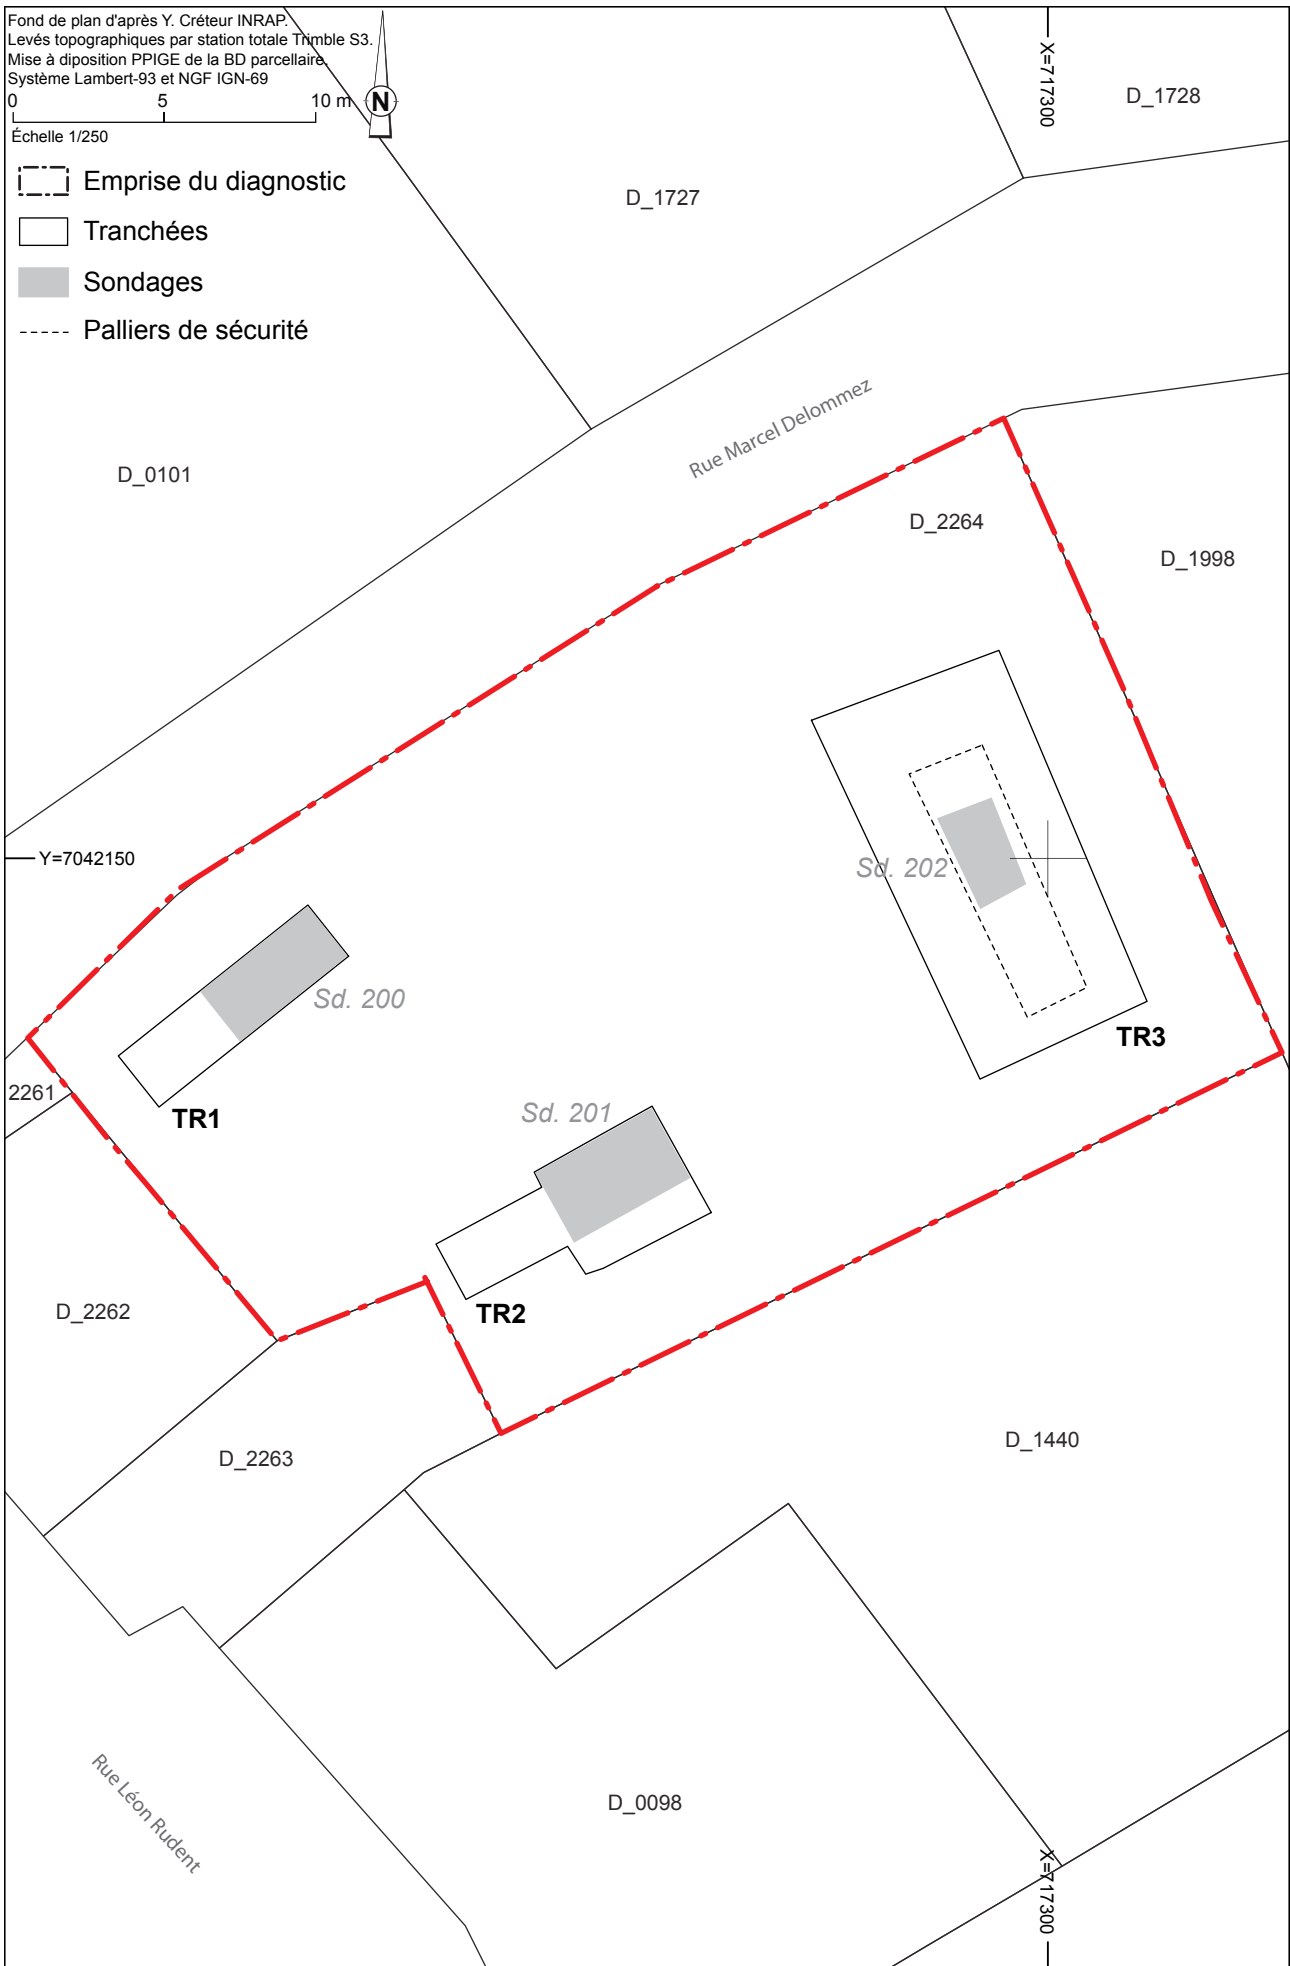 Fond de plan d'après Y. Créteur INRAP.
Levés topographiques par station totale Trimble S3.
Mise à diposition PPIGE de la BD parcellaire.
Système Lambert-93 et NGF IGN-69
0 5 10 m
N
Échelle 1/250
Emprise du diagnostic
Tranchées
Sondages
Palliers de sécurité
X=717300
D_1728
D_1727
Rue Marcel Delommez
D_0101
D_2264
D_1998
Y=7042150
Sd. 202
Sd. 200
TR3
2261
TR1
Sd. 201
D_2262
TR2
D_2263
D_1440
Rue Léon Rudent
D_0098
X=717300